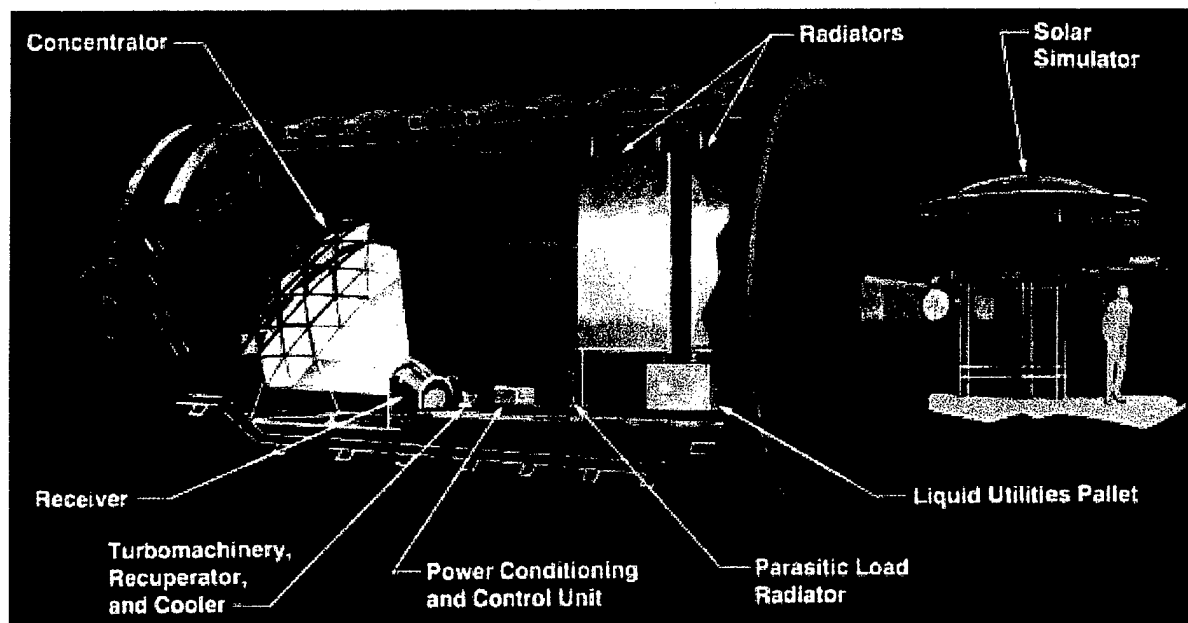 Concentrator
Radiators
Solar
Simulator
Receiver
Liquid Utilities Pallet
Turbomachinery,
Recuperator,
and Cooler
Power Conditioning
and Control Unit
Parasitic Load
Radiator